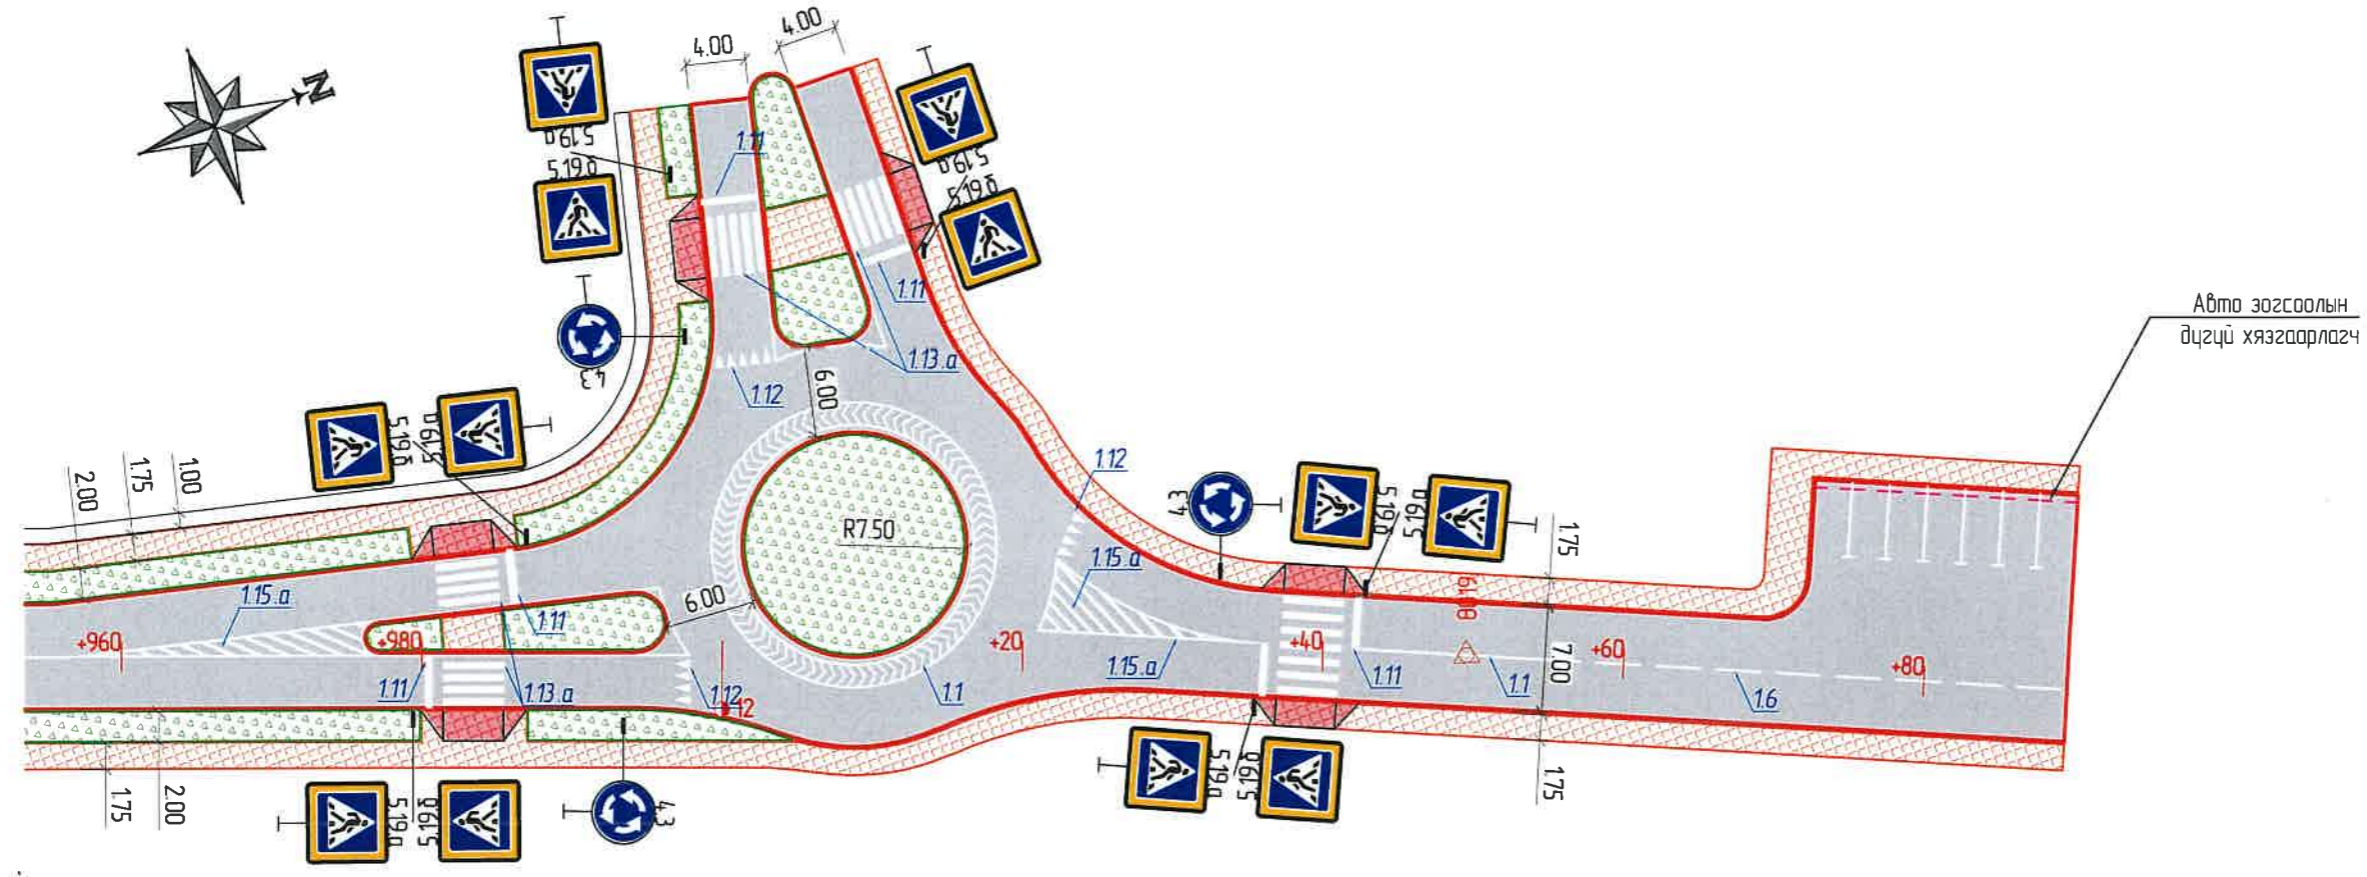 4.00
4.00
N
5.19.а
5.19.б
5.19.а
5.19.б
1.11
1.11
4.3
1.13.а
1.12
6.00
Авто зогсоолын
дугуй хязгаарлагч
5.19.б
5.19.а
2.00
1.75
1.00
R7.50
1.12
4.3
5.19.б
5.19.а
1.75
1.15.а
1.15.а
6.00
1.11
+960
+980
+20
+40
+60
+80
1.15.а
1.11
1.1
7.00
1.6
1.11
1.13.а
1.12
1.1
1.75
2.00
5.19.а
5.19.б
4.3
5.19.а
5.19.б
1.75